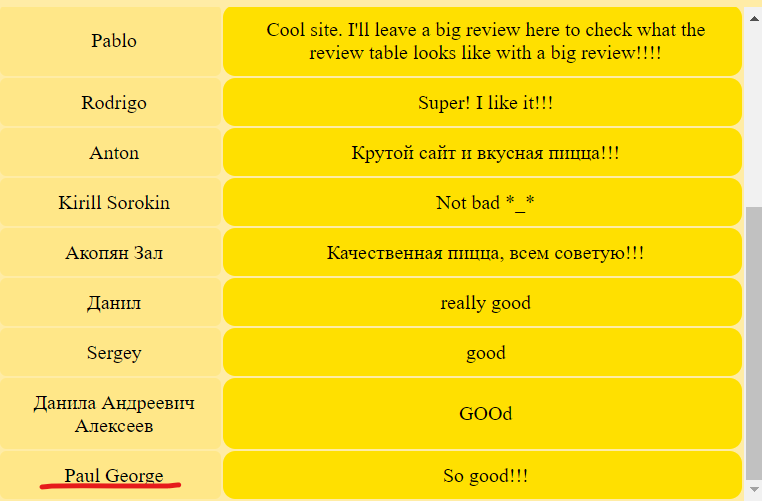 Pablo
Cool site. I'll leave a big review here to check what the
review table looks like with a big review!!!!
Rodrigo
Super! I like it!!!
Anton
Крутой сайт и вкусная пицца!!!
Kirill Sorokin
Not bad *_*
Акопян Зал
Качественная пицца, всем советую!!!
Данил
really good
Sergey
good
Данила Андреевич
Алексеев
GOOd
Paul George
So good!!!